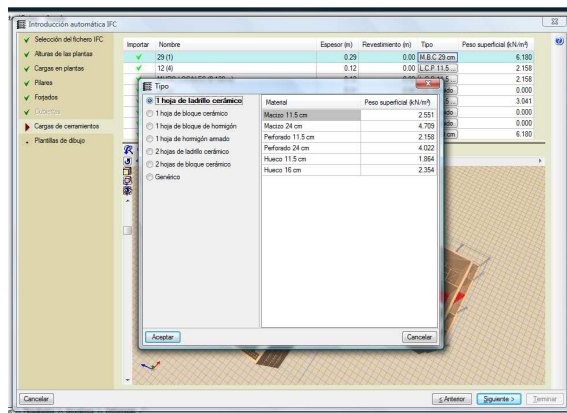 Introducción automática IFC
Selección del fichero IFC
Alturas de las plantas
Cargas en plantas
Pilares
Forjados
Cargas de cerramientos
Plantillas de dibujo
Importar Nombre Espesor (m) Revestimiento (m) Tipo Peso superficial (kN/m²)
29 (1) 0.29 0.00 M.B.C 29 cm 6.180
12 (4) 0.12 0.00 L.C.P 11.5 ... 2.158
2.158
0.000
3.041
0.000
0.000
cm 6.180
Tipo
1 hoja de ladrillo cerámico
1 hoja de bloque cerámico
1 hoja de bloque de hormigón
1 hoja de hormigón armado
2 hojas de ladrillo cerámico
2 hojas de bloque cerámico
Genérico
Material Peso superficial (kN/m²)
Macizo 11.5 cm 2.551
Macizo 24 cm 4.709
Perforado 11.5 cm 2.158
Perforado 24 cm 4.022
Hueco 11.5 cm 1.864
Hueco 16 cm 2.354
Aceptar Cancelar
Cancelar < Anterior Siguiente > Terminar